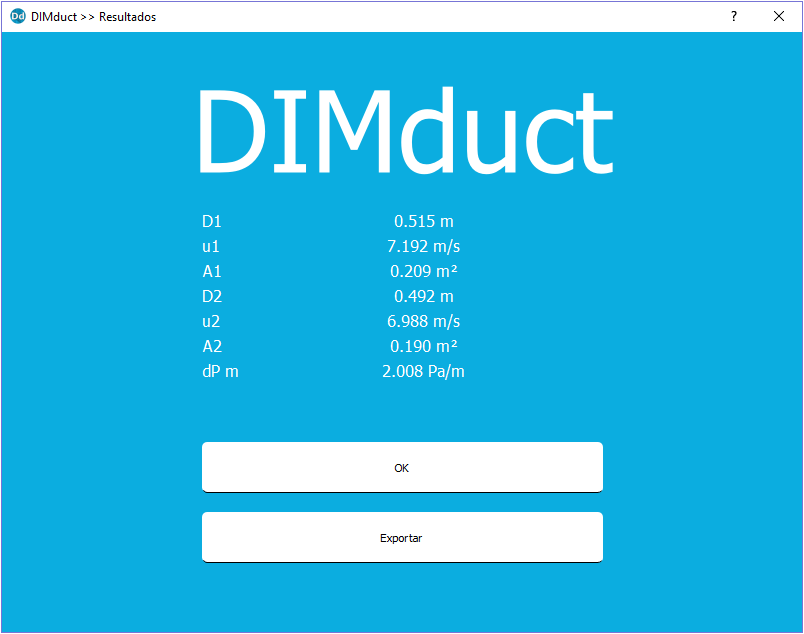 Dd DIMduct >> Resultados ?
DIMduct
D1 0.515 m
u1 7.192 m/s
A1 0.209 m²
D2 0.492 m
u2 6.988 m/s
A2 0.190 m²
dP m 2.008 Pa/m
OK
Exportar